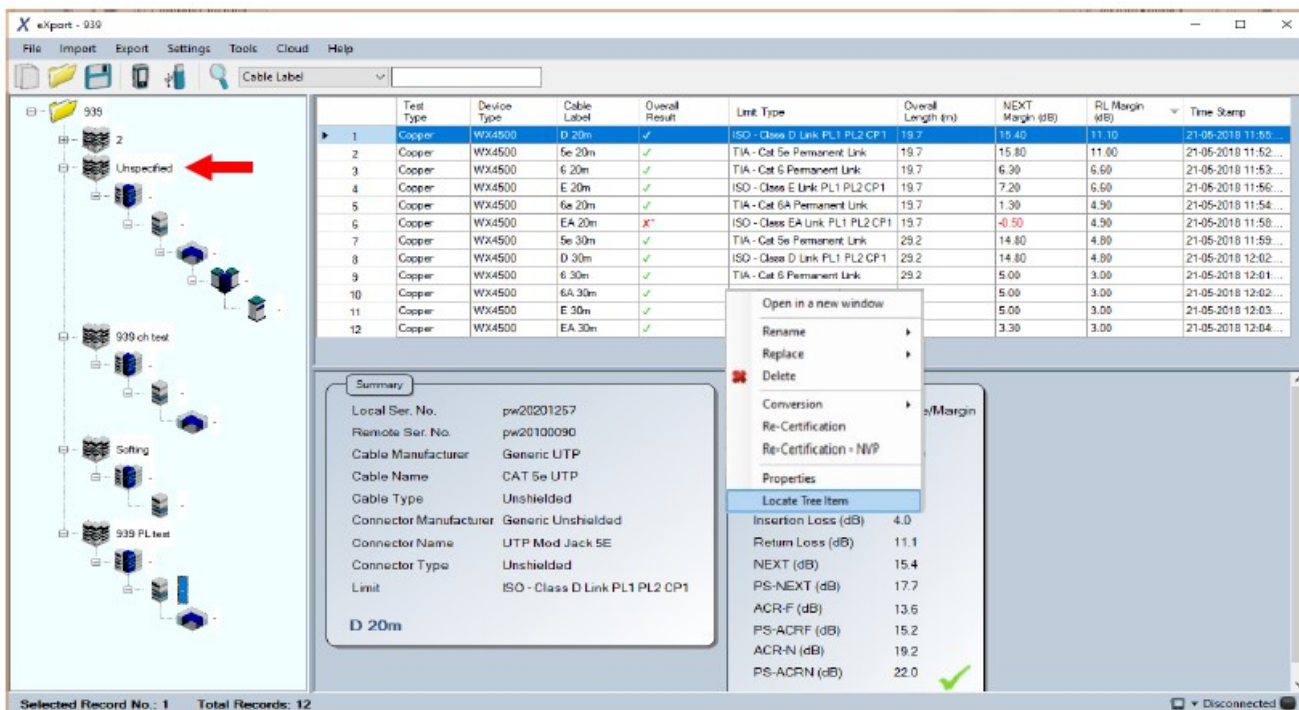 eXport - 939
File Import Export Settings Tools Cloud Help
Cable Label
939
2
Unspecified
939 ch test
Softing
939 PL test
Test Type Device Type Cable Label Overall Result Limit Type Overall Length (m) NEXT Margin (dB) RL Margin (dB) Time Stamp
1 Copper WX4500 D 20m ✓ ISO - Class D Link PL1 PL2 CP1 19.7 15.40 11.10 21-05-2018 11:55:...
2 Copper WX4500 5e 20m ✓ TIA - Cat 5e Permanent Link 19.7 15.80 11.00 21-05-2018 11:52:...
3 Copper WX4500 6 20m ✓ TIA - Cat 6 Permanent Link 19.7 6.30 6.60 21-05-2018 11:53:...
4 Copper WX4500 E 20m ✓ ISO - Class E Link PL1 PL2 CP1 19.7 7.20 6.60 21-05-2018 11:56:...
5 Copper WX4500 6a 20m ✓ TIA - Cat 6A Permanent Link 19.7 1.30 4.90 21-05-2018 11:54:...
6 Copper WX4500 EA 20m X* ISO - Class EA Link PL1 PL2 CP1 19.7 -0.50 4.90 21-05-2018 11:58:...
7 Copper WX4500 5e 30m ✓ TIA - Cat 5e Permanent Link 29.2 14.80 4.80 21-05-2018 11:59:...
8 Copper WX4500 D 30m ✓ ISO - Class D Link PL1 PL2 CP1 29.2 14.80 4.80 21-05-2018 12:02:...
9 Copper WX4500 6 30m ✓ TIA - Cat 6 Permanent Link 29.2 5.00 3.00 21-05-2018 12:01:...
10 Copper WX4500 6A 30m ✓ 5.00 3.00 21-05-2018 12:02:...
11 Copper WX4500 E 30m ✓ 5.00 3.00 21-05-2018 12:03:...
12 Copper WX4500 EA 30m ✓ 3.30 3.00 21-05-2018 12:04:...
Open in a new window
Rename
Replace
Delete
Conversion
Re-Certification
Re-Certification - NVP
Properties
Locate Tree Item
Summary
Local Ser. No. pw20201257
Remote Ser. No. pw20100090
Cable Manufacturer Generic UTP
Cable Name CAT 5e UTP
Cable Type Unshielded
Connector Manufacturer Generic Unshielded
Connector Name UTP Mod Jack 5E
Connector Type Unshielded
Limit ISO - Class D Link PL1 PL2 CP1
D 20m
e/Margin
Insertion Loss (dB) 4.0
Return Loss (dB) 11.1
NEXT (dB) 15.4
PS-NEXT (dB) 17.7
ACR-F (dB) 13.6
PS-ACRF (dB) 15.2
ACR-N (dB) 19.2
PS-ACRN (dB) 22.0
Selected Record No.: 1 Total Records: 12
Disconnected